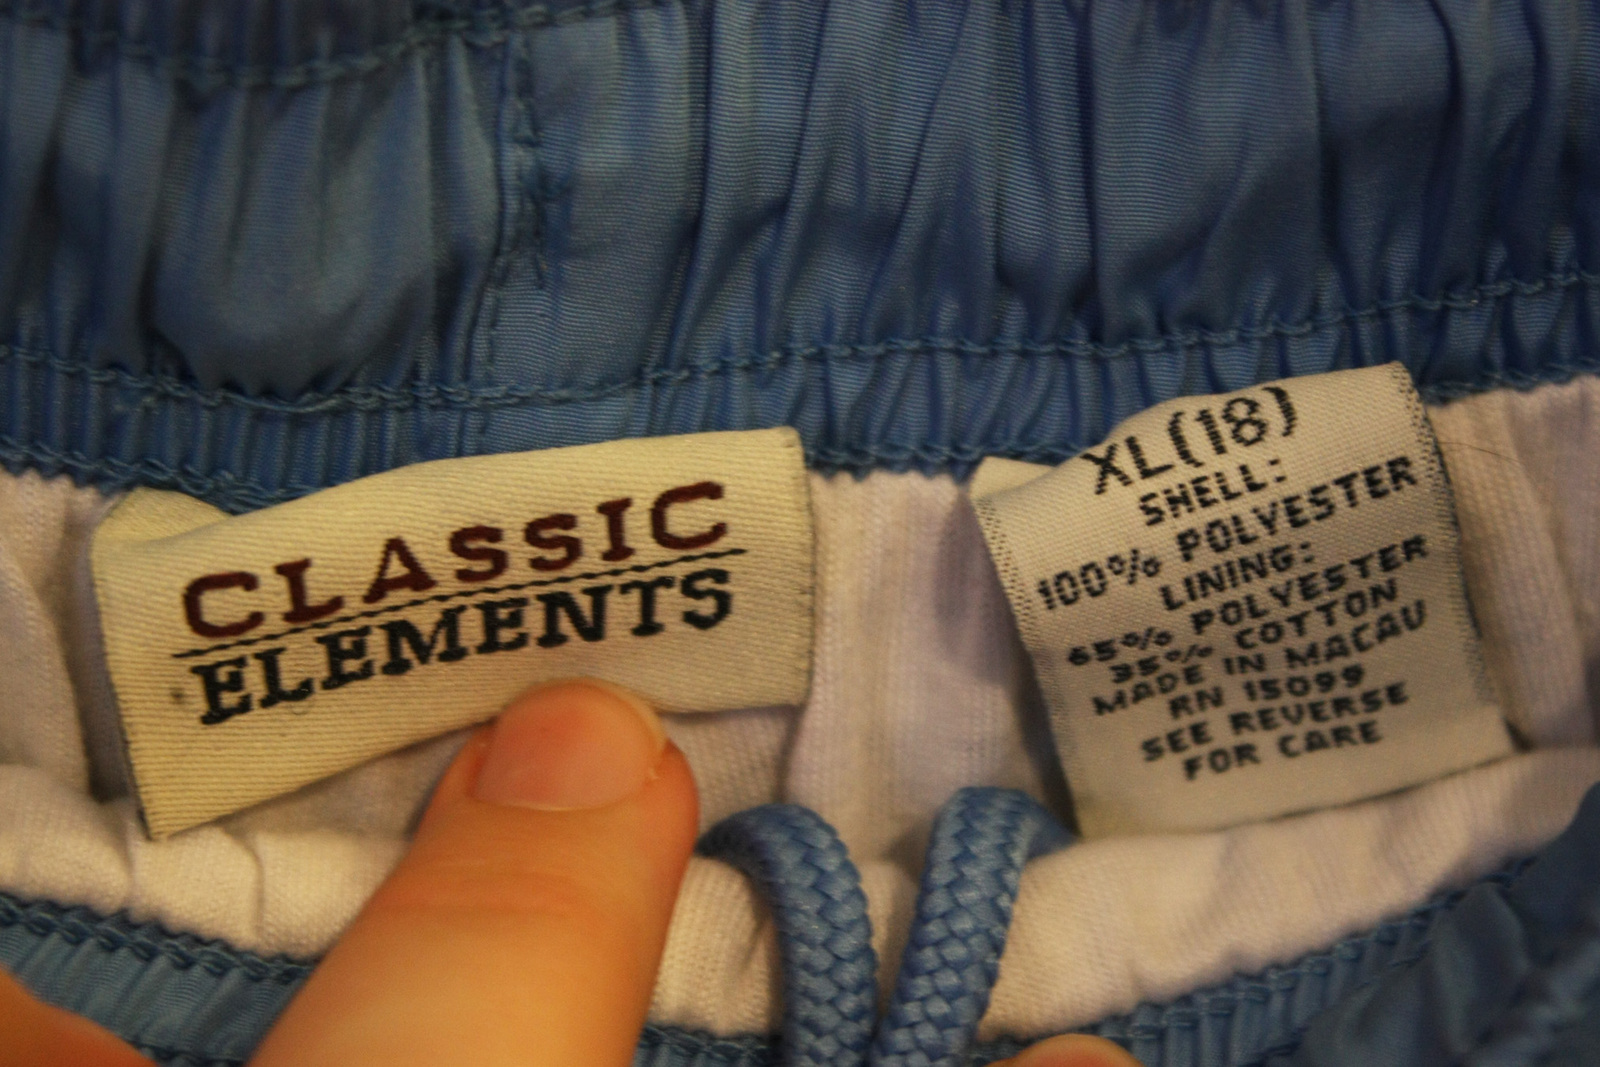 CLASSIC
ELEMENTS
XL(18)
SHELL:
100% POLYESTER
LINING:
65% POLYESTER
35% COTTON
MADE IN MACAU
RN 15099
SEE REVERSE
FOR CARE